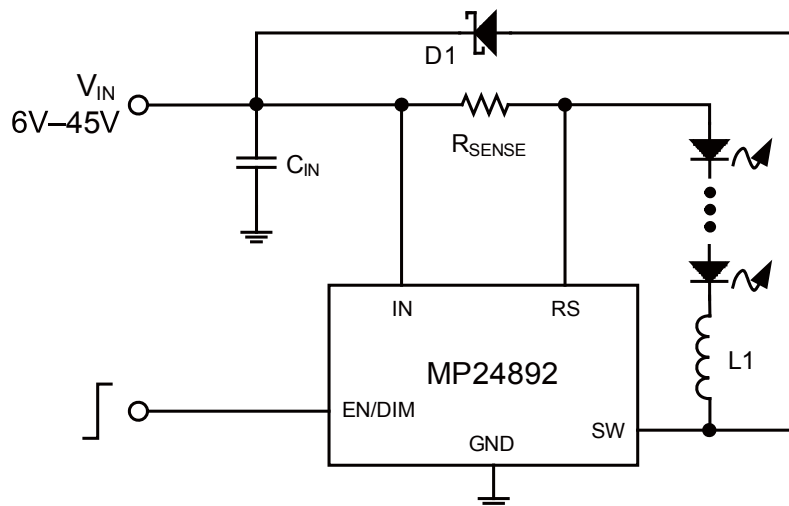 D1
VIN
6V–45V
RSENSE
CIN
IN
RS
MP24892
L1
EN/DIM
SW
GND